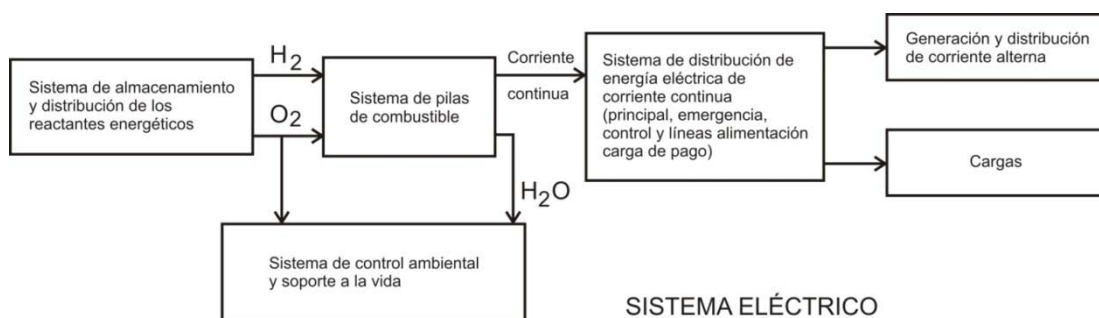 Sistema de almacenamiento
y distribución de los
reactantes energéticos
H2
O2
Sistema de pilas
de combustible
Corriente
continua
H2O
Sistema de distribución de
energía eléctrica de
corriente continua
(principal, emergencia,
control y líneas alimentación
carga de pago)
Generación y distribución
de corriente alterna
Cargas
Sistema de control ambiental
y soporte a la vida
SISTEMA ELÉCTRICO